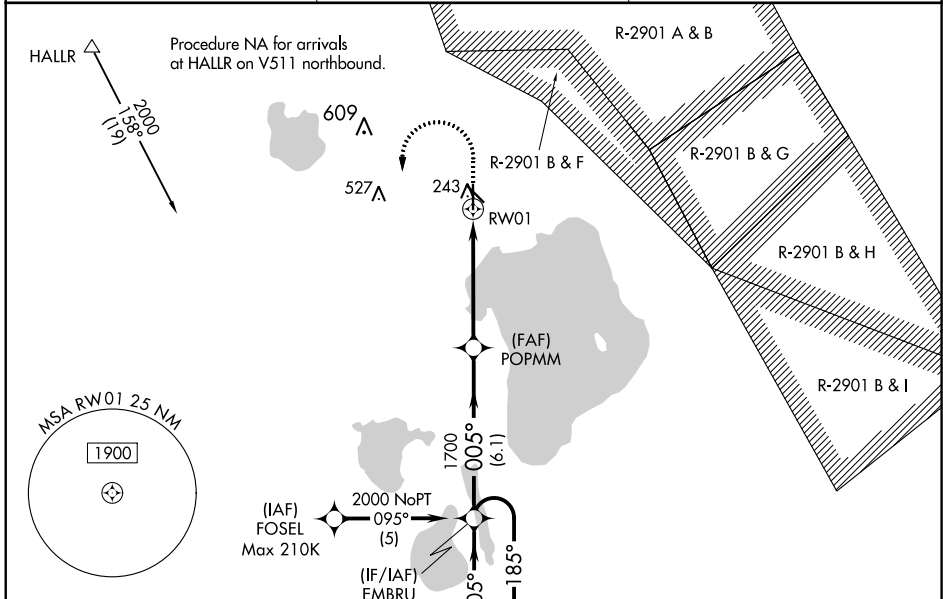 R-2901 A & B
HALLR
Procedure NA for arrivals
at HALLR on V511 northbound.
2000
158°
(19)
609
R-2901 B & F
R-2901 B & G
527
243
RW01
R-2901 B & H
(FAF)
POPMM
R-2901 B & I
MSA RW01 25 NM
1900
1700
005°
(6.1)
(IAF)
FOSEL
Max 210K
2000 NoPT
095°
(5)
(IF/IAF)
EMBRU
05°
185°